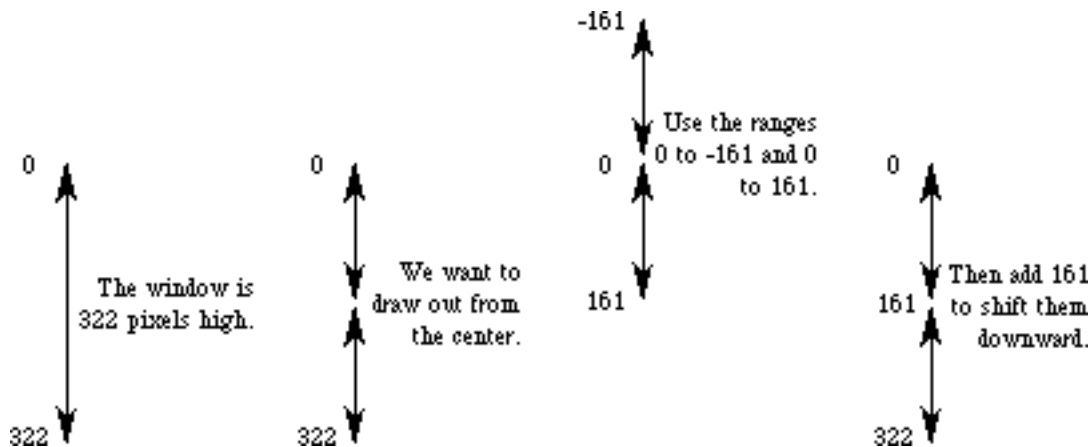 0
The window is
322 pixels high.
322
0
We want to
draw out from
the center.
322
-161
Use the ranges
0 to -161 and 0
to 161.
0
161
0
Then add 161
to shift them
downward.
161
322